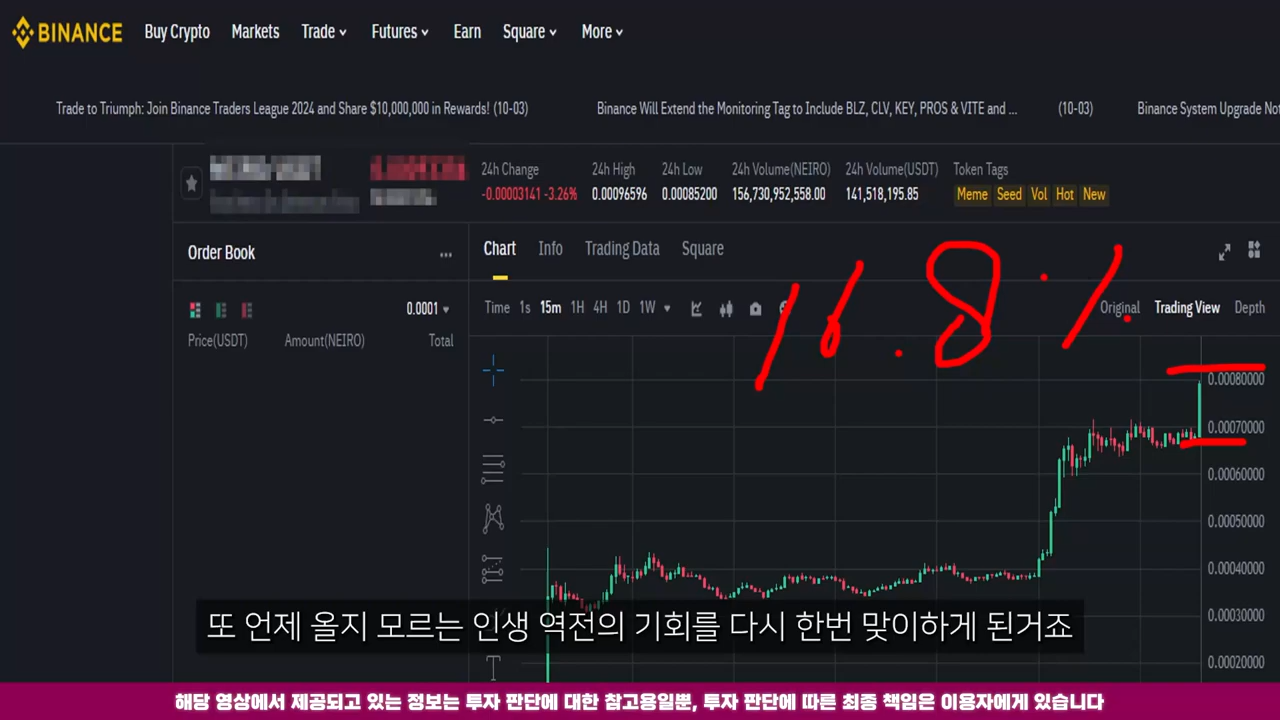 BINANCE Buy Crypto Markets Trade Futures Earn Square More
Trade to Triumph: Join Binance Traders League 2024 and Share $10,000,000 in Rewards! (10-03) Binance Will Extend the Monitoring Tag to Include BLZ, CLV, KEY, PROS & VITE and ... (10-03) Binance System Upgrade Not
24h Change 24h High 24h Low 24h Volume(NEIRO) 24h Volume(USDT) Token Tags
-0.00003141 -3.26% 0.00096596 0.00085200 156,730,952,558.00 141,518,195.85 Meme Seed Vol Hot New
Order Book ... Chart Info Trading Data Square
0.0001 Time 1s 15m 1H 4H 1D 1W Original Trading View Depth
Price(USDT) Amount(NEIRO) Total
16.8%
0.00080000
0.00070000
0.00060000
0.00050000
0.00040000
0.00030000
0.00020000
또 언제 올지 모르는 인생 역전의 기회를 다시 한번 맞이하게 된거죠
해당 영상에서 제공되고 있는 정보는 투자 판단에 대한 참고용일뿐, 투자 판단에 따른 최종 책임은 이용자에게 있습니다